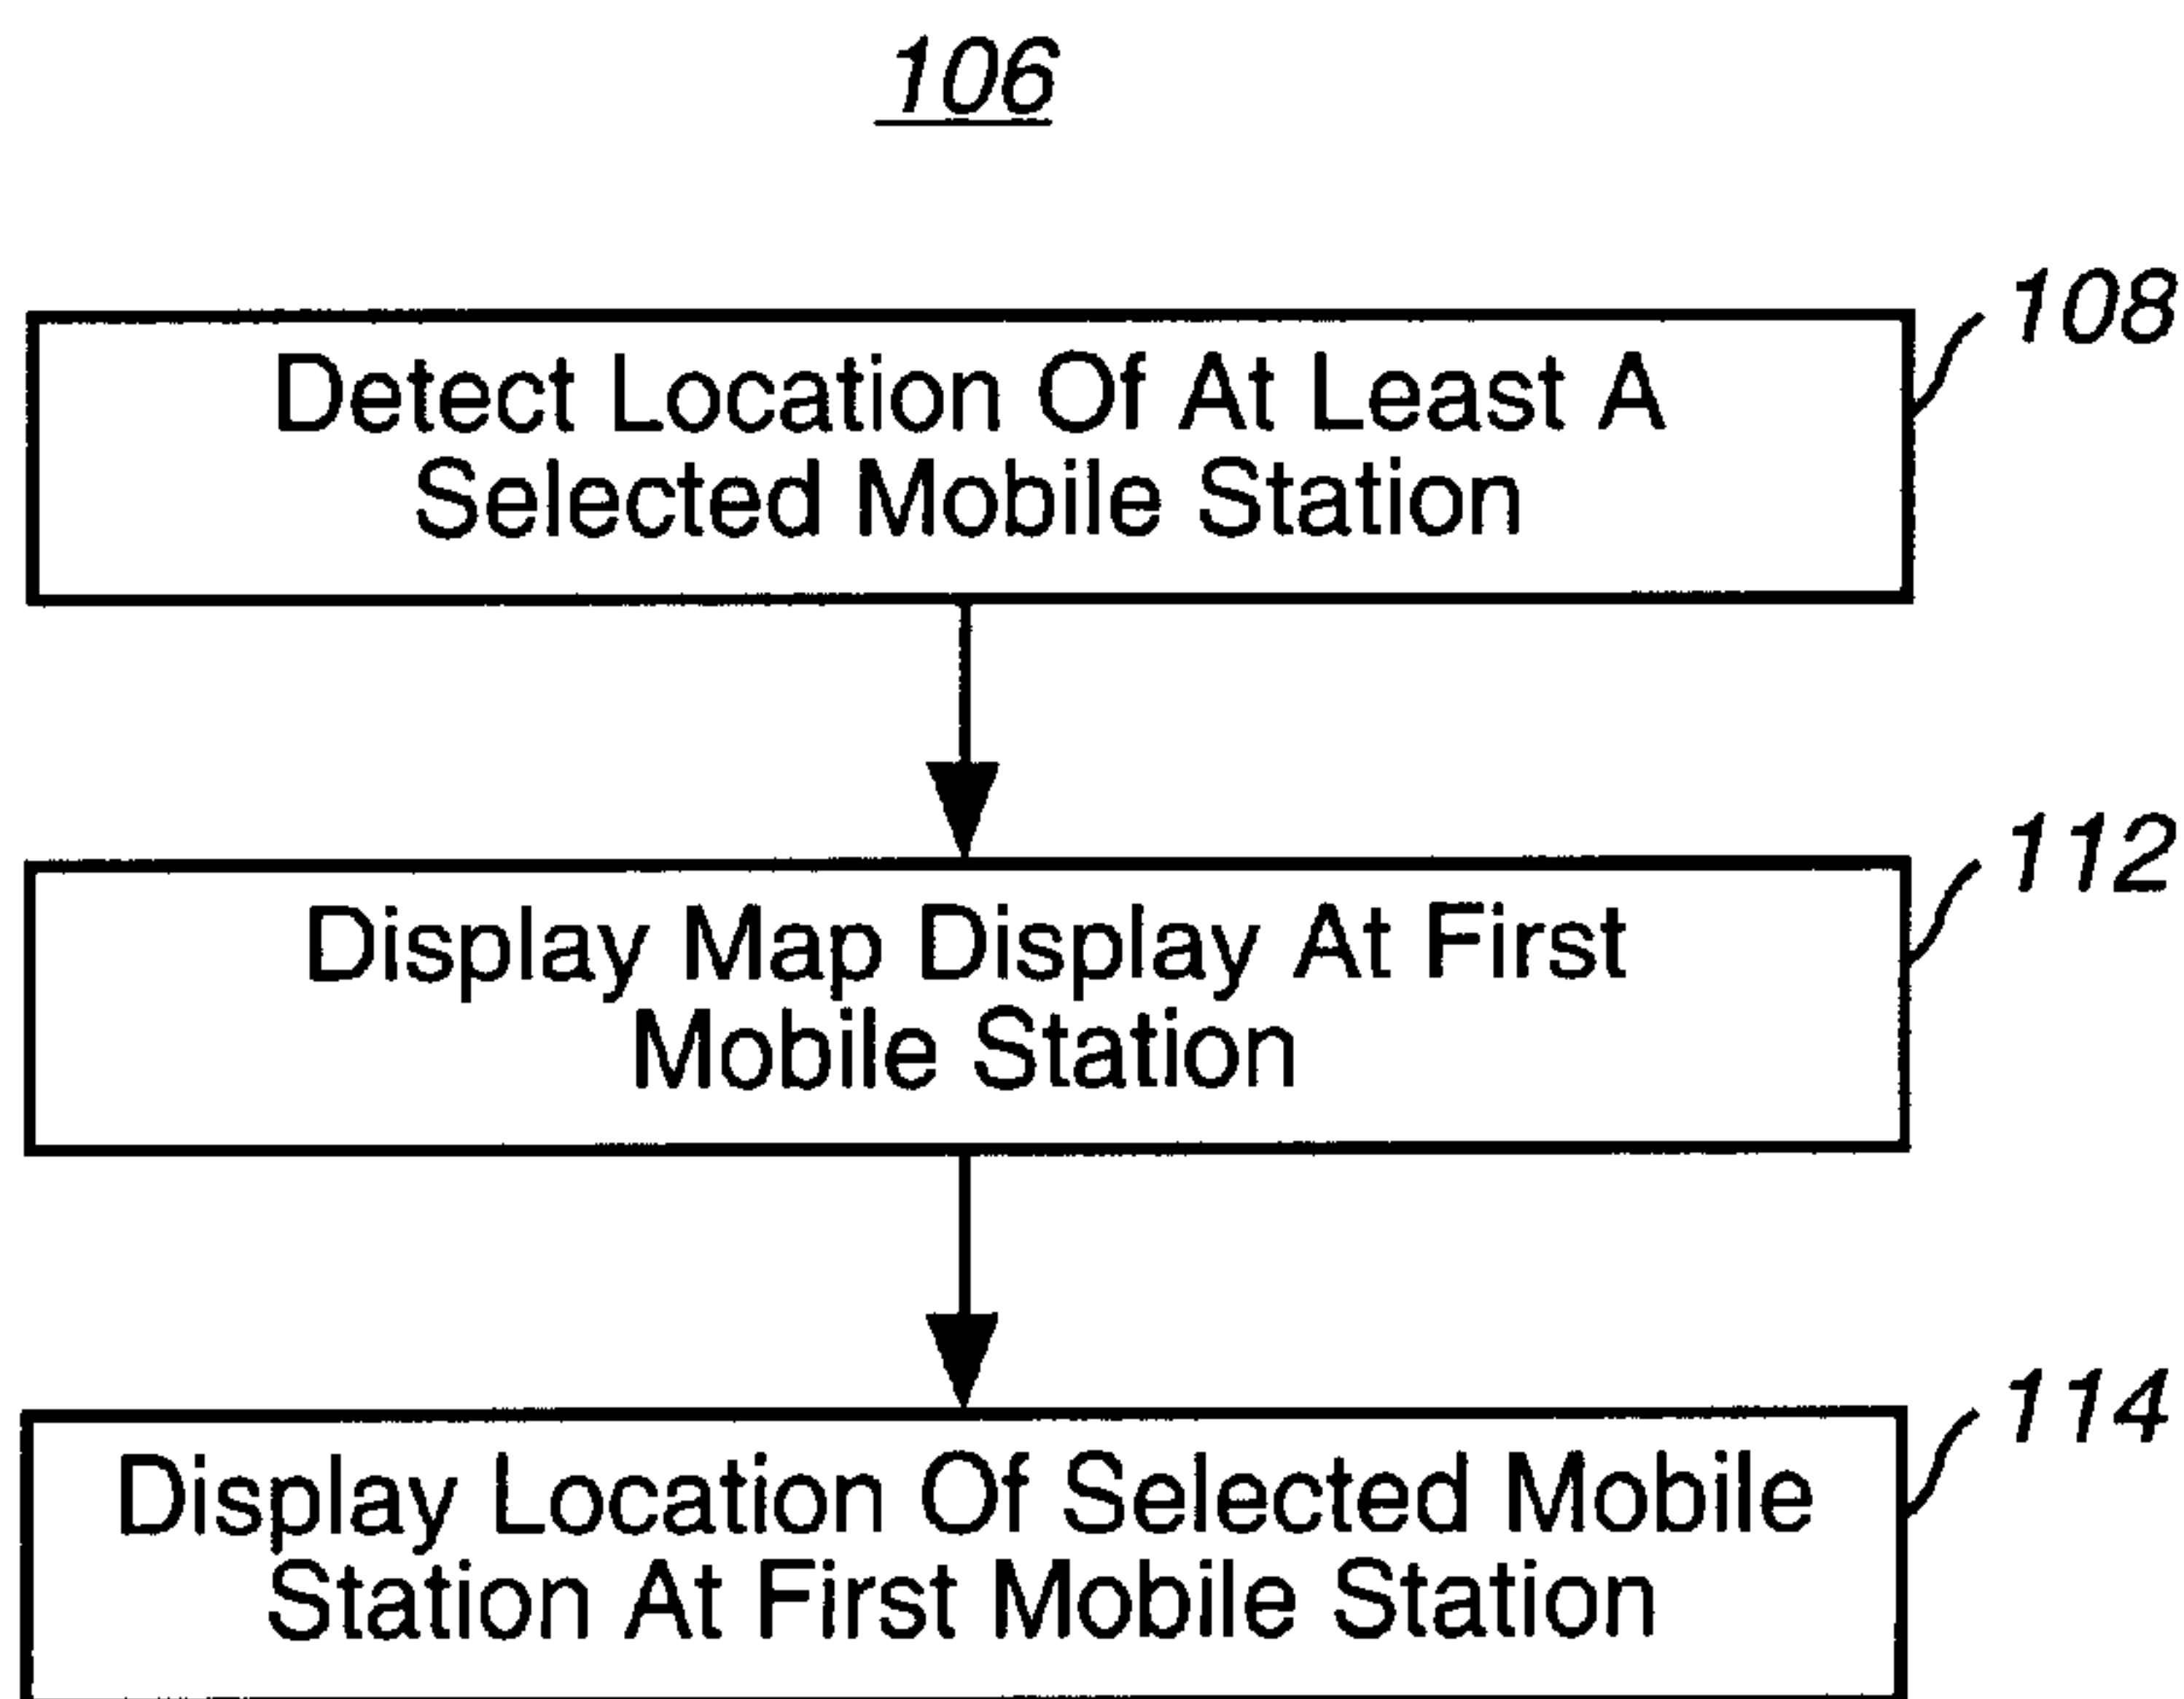 106
108
Detect Location Of At Least A
Selected Mobile Station
112
Display Map Display At First
Mobile Station
114
Display Location Of Selected Mobile
Station At First Mobile Station